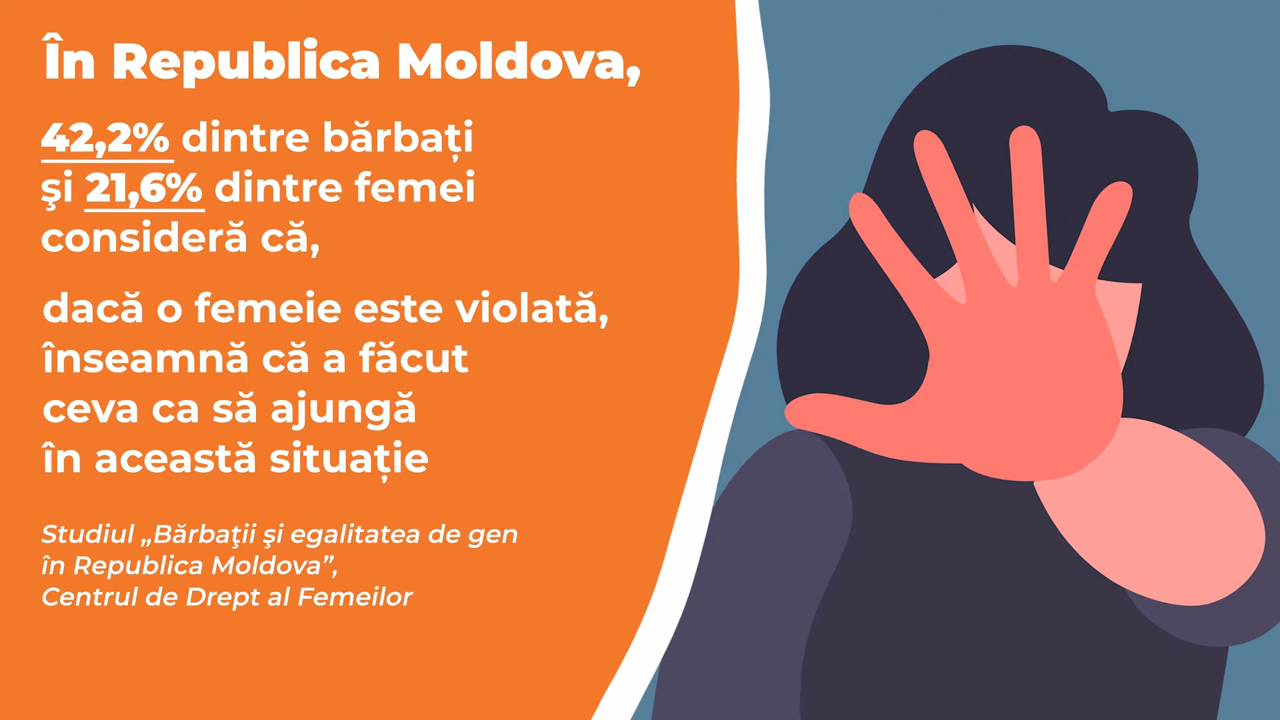 În Republica Moldova,
42,2% dintre bărbați
şi 21,6% dintre femei
consideră că,
dacă o femeie este violată,
înseamnă că a făcut
ceva ca să ajungă
în această situație
Studiul „Bărbaţii şi egalitatea de gen
în Republica Moldova”,
Centrul de Drept al Femeilor